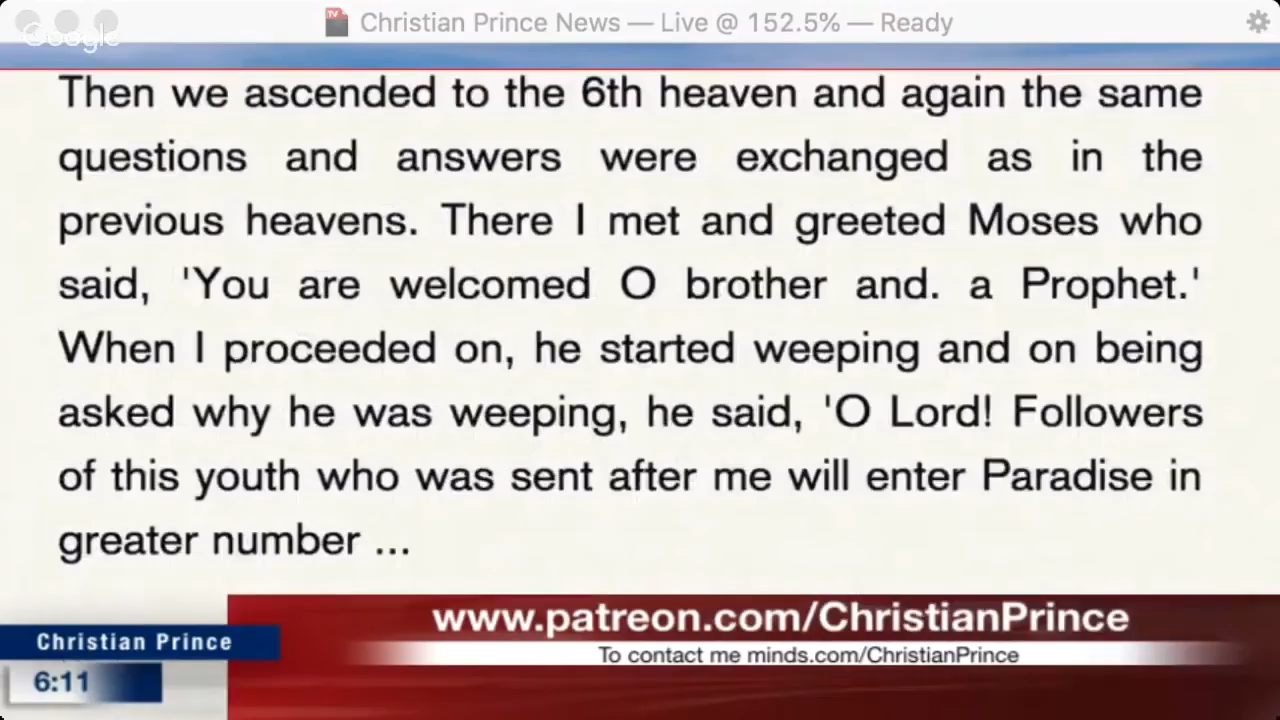 Christian Prince News — Live @ 152.5% — Ready
Google
Then we ascended to the 6th heaven and again the same
questions and answers were exchanged as in the
previous heavens. There I met and greeted Moses who
said, 'You are welcomed O brother and. a Prophet.'
When I proceeded on, he started weeping and on being
asked why he was weeping, he said, 'O Lord! Followers
of this youth who was sent after me will enter Paradise in
greater number ...
www.patreon.com/ChristianPrince
Christian Prince
To contact me minds.com/ChristianPrince
6:11